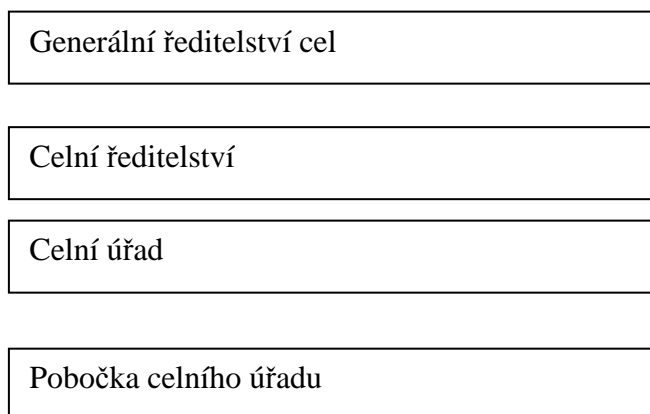 Generální ředitelství cel
Celní ředitelství
Celní úřad
Pobočka celního úřadu